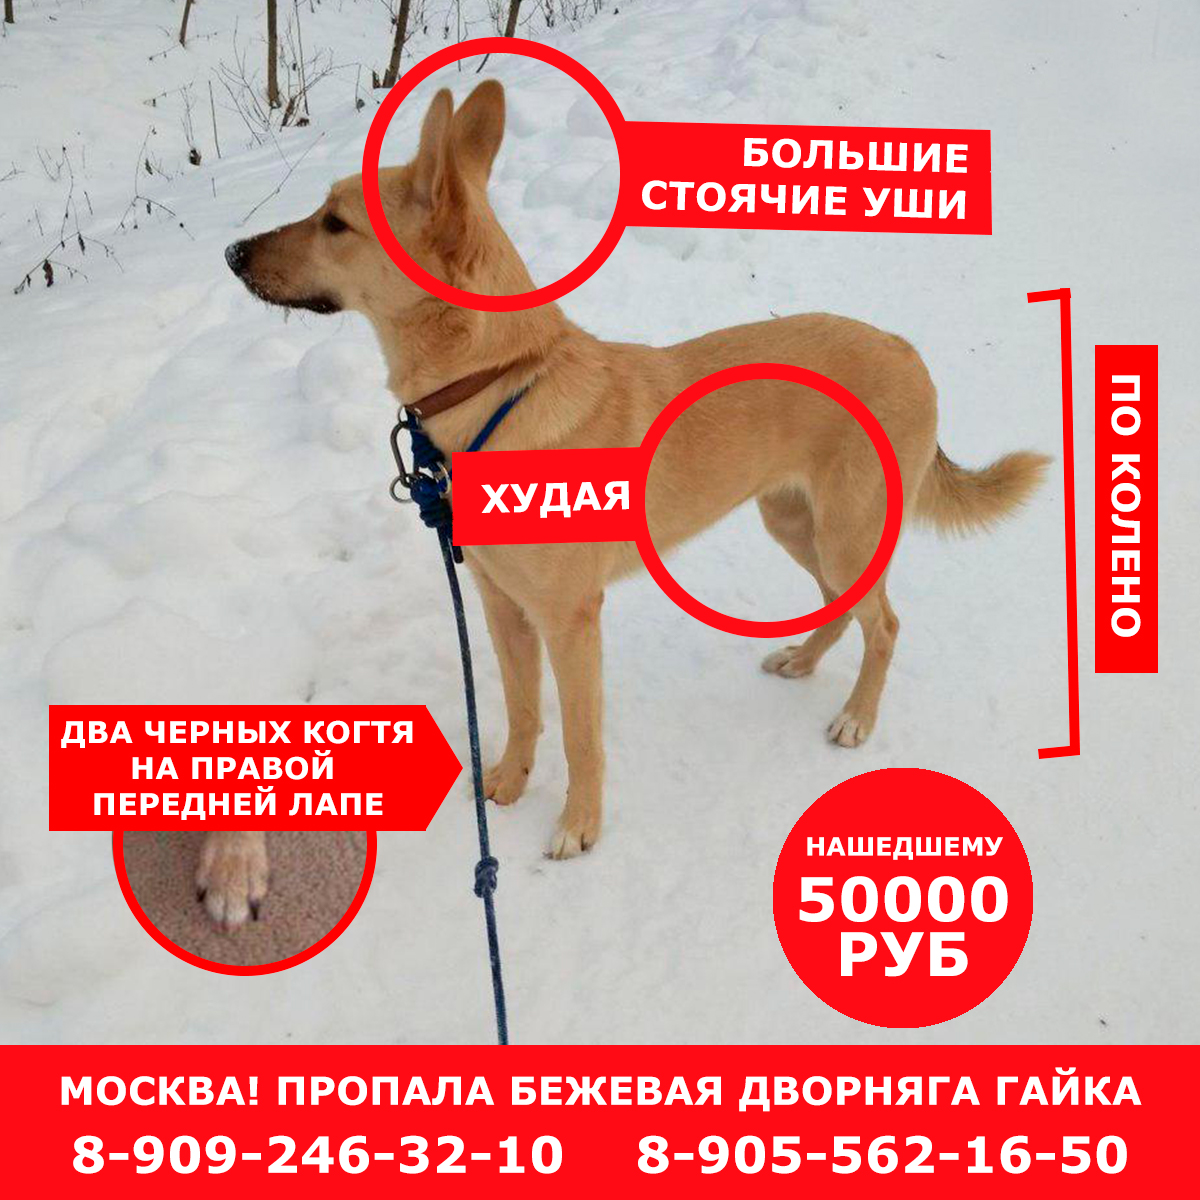 БОЛЬШИЕ
СТОЯЧИЕ УШИ
ПО КОЛЕНО
ХУДАЯ
ДВА ЧЕРНЫХ КОГТЯ
НА ПРАВОЙ
ПЕРЕДНЕЙ ЛАПЕ
НАШЕДШЕМУ
50000
РУБ
МОСКВА! ПРОПАЛА БЕЖЕВАЯ ДВОРНЯГА ГАЙКА
8-909-246-32-10 8-905-562-16-50